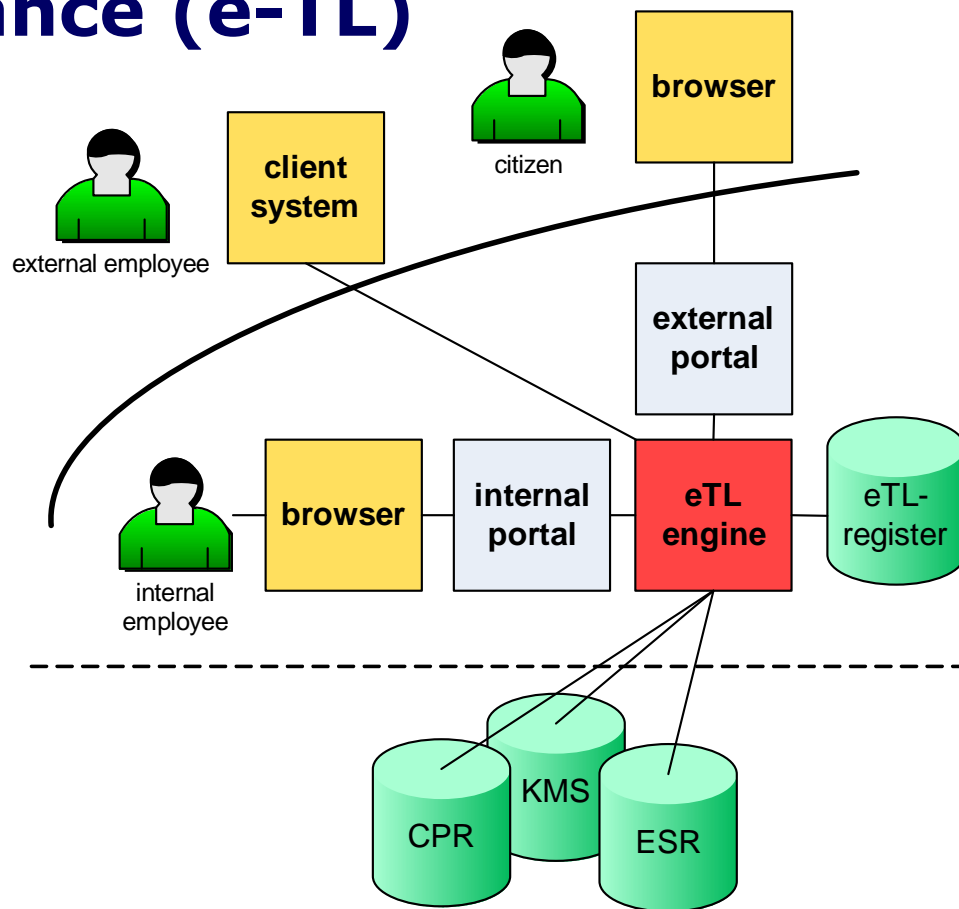 ance (e-TL)
browser
citizen
client
system
external employee
external
portal
browser
internal
portal
eTL
engine
eTL-
register
internal
employee
KMS
CPR
ESR